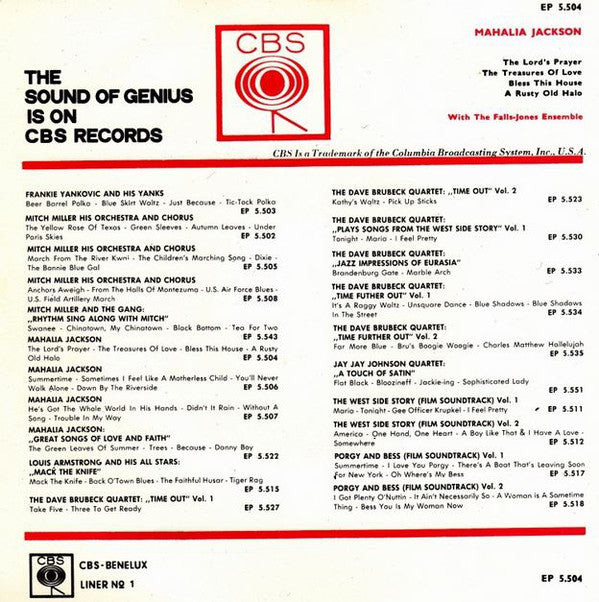 EP 5.504
MAHALIA JACKSON
The Lord's Prayer
The Treasures Of Love
Bless This House
A Rusty Old Halo
With The Falls-Jones Ensemble
CBS
THE
SOUND OF GENIUS
IS ON
CBS RECORDS
CBS Is a Trademark of the Columbia Broadcasting System, Inc., U.S.A.
FRANKIE YANKOVIC AND HIS YANKS
Beer Barrel Polka - Blue Skirt Waltz - Just Because - Tic-Tack Polka
EP 5.503
MITCH MILLER HIS ORCHESTRA AND CHORUS
The Yellow Rose Of Texas - Green Sleeves - Autumn Leaves - Under
Paris Skies EP 5.502
MITCH MILLER HIS ORCHESTRA AND CHORUS
March From The River Kwni - The Children's Marching Song - Dixie -
The Bonnie Blue Gal EP 5.505
MITCH MILLER HIS ORCHESTRA AND CHORUS
Anchors Aweigh - From The Halls Of Montezuma - U.S. Air Force Blues -
U.S. Field Artillery March EP 5.508
MITCH MILLER AND THE GANG:
„RHYTHM SING ALONG WITH MITCH"
Swanee - Chinatown, My Chinatown - Black Bottom - Tea For Two
EP 5.543
MAHALIA JACKSON
The Lord's Prayer - The Treasures Of Love - Bless This House - A Rusty
Old Halo EP 5.504
MAHALIA JACKSON
Summertime - Sometimes I Feel Like A Motherless Child - You'll Never
Walk Alone - Down By The Riverside EP 5.506
MAHALIA JACKSON
He's Got The Whole World In His Hands - Didn't It Rain - Without A
Song - Trouble In My Way EP 5.507
MAHALIA JACKSON:
„GREAT SONGS OF LOVE AND FAITH"
The Green Leaves Of Summer - Trees - Because - Danny Boy
EP 5.522
LOUIS ARMSTRONG AND HIS ALL STARS:
„MACK THE KNIFE"
Mack The Knife - Back O'Town Blues - The Faithful Husar - Tiger Rag
EP 5.515
THE DAVE BRUBECK QUARTET: „TIME OUT" Vol. 1
Take Five - Three To Get Ready EP 5.527
THE DAVE BRUBECK QUARTET: „TIME OUT" Vol. 2
Kathy's Waltz - Pick Up Sticks EP 5.523
THE DAVE BRUBECK QUARTET:
„PLAYS SONGS FROM THE WEST SIDE STORY" Vol. 1
Tonight - Maria - I Feel Pretty EP 5.530
THE DAVE BRUBECK QUARTET:
„JAZZ IMPRESSIONS OF EURASIA"
Brandenburg Gate - Marble Arch EP 5.533
THE DAVE BRUBECK QUARTET:
„TIME FUTHER OUT" Vol. 1
It's A Raggy Waltz - Unsquare Dance - Blue Shadows - Blue Shadows
In The Street EP 5.534
THE DAVE BRUBECK QUARTET:
„TIME FURTHER OUT" Vol. 2
Far More Blue - Bru's Boogie Woogie - Charles Matthew Hallelujah
EP 5.535
JAY JAY JOHNSON QUARTET:
„A TOUCH OF SATIN"
Flat Black - Bloozineff - Jackie-ing - Sophisticated Lady
EP 5.551
THE WEST SIDE STORY (FILM SOUNDTRACK) Vol. 1
Maria - Tonight - Gee Officer Krupkel - I Feel Pretty EP 5.511
THE WEST SIDE STORY (FILM SOUNDTRACK) Vol. 2
America - One Hand, One Heart - A Boy Like That & I Have A Love -
Somewhere EP 5.512
PORGY AND BESS (FILM SOUNDTRACK) Vol. 1
Summertime - I Love You Porgy - There's A Boat That's Leaving Soon
For New York - Oh Where's My Bess EP 5.517
PORGY AND BESS (FILM SOUNDTRACK) Vol. 2
I Got Plenty O'Nuttin - It Ain't Necessarily So - A Woman is A Sometime
Thing - Bess You Is My Woman Now EP 5.518
CBS
CBS-BENELUX
LINER Nº 1
EP 5.504